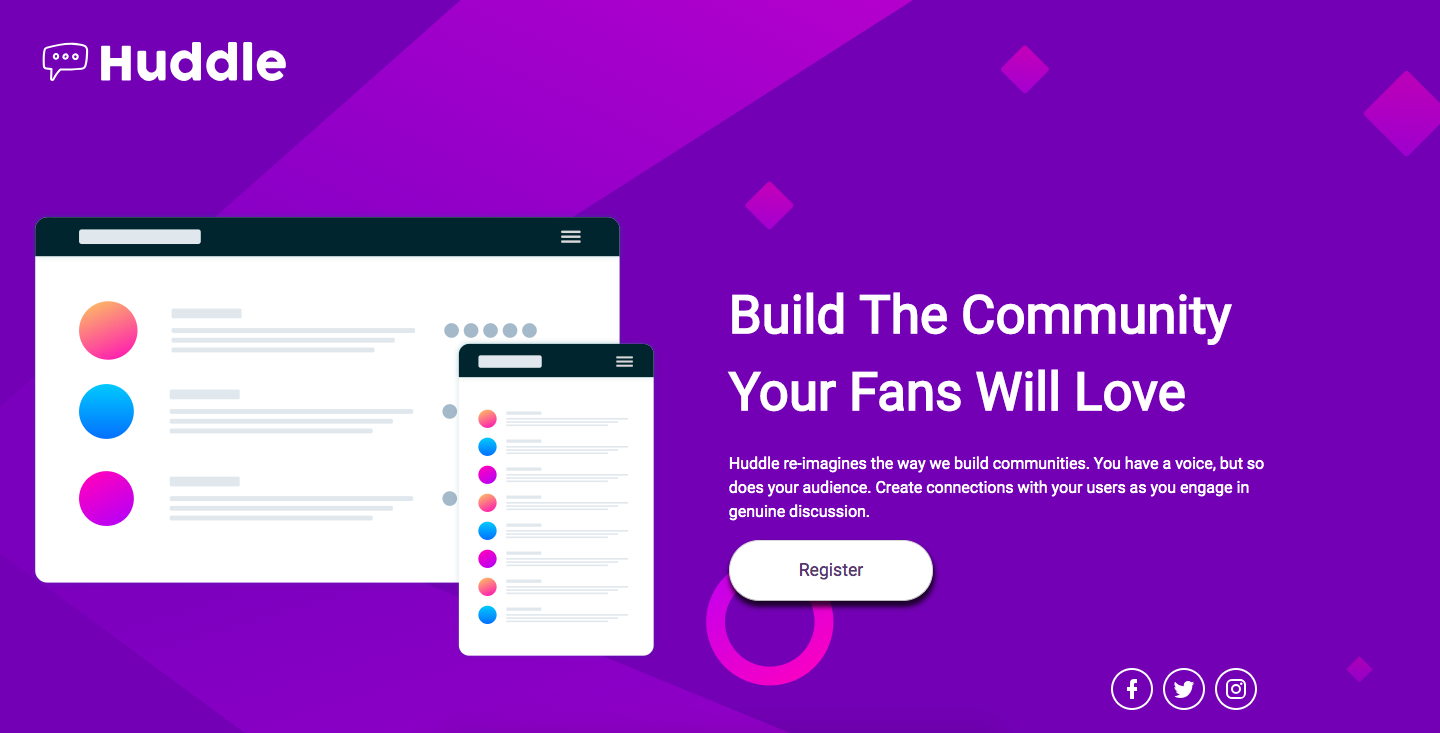 Huddle
Build The Community
Your Fans Will Love
Huddle re-imagines the way we build communities. You have a voice, but so
does your audience. Create connections with your users as you engage in
genuine discussion.
Register